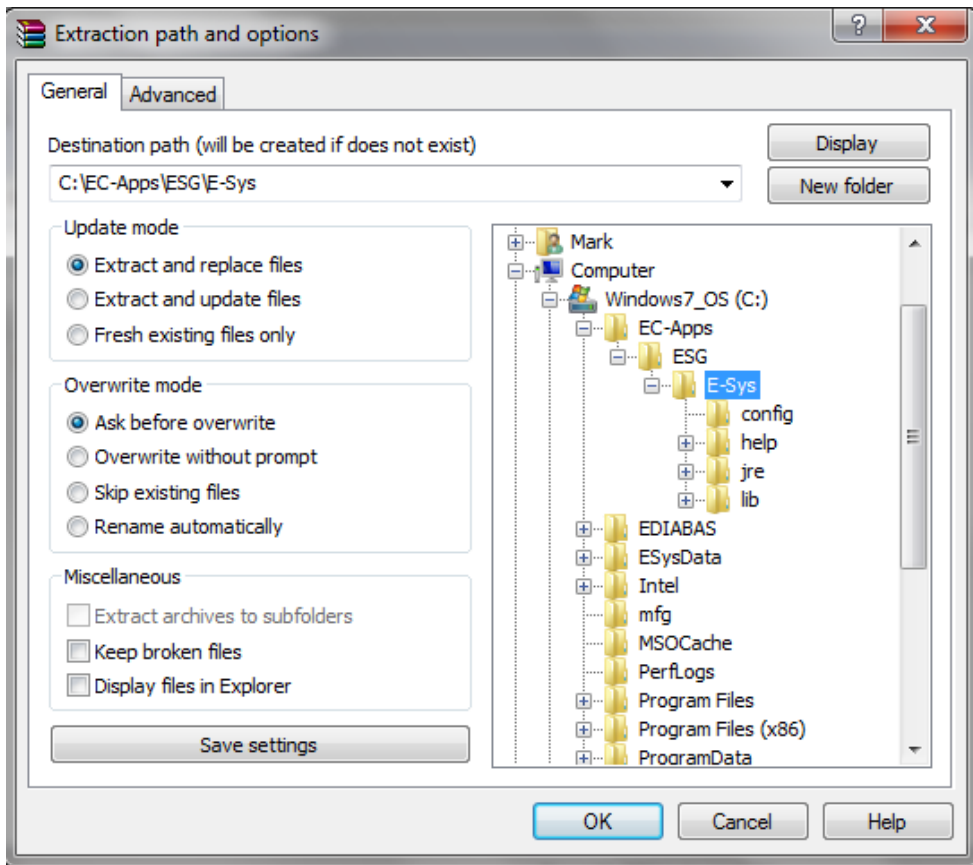 Extraction path and options
General
Advanced
Destination path (will be created if does not exist)
Display
C:\EC-Apps\ESG\E-Sys
New folder
Update mode
Extract and replace files
Extract and update files
Fresh existing files only
Overwrite mode
Ask before overwrite
Overwrite without prompt
Skip existing files
Rename automatically
Miscellaneous
Extract archives to subfolders
Keep broken files
Display files in Explorer
Save settings
Mark
Computer
Windows7_OS (C:)
EC-Apps
ESG
E-Sys
config
help
jre
lib
EDIABAS
ESysData
Intel
mfg
MSOCache
PerfLogs
Program Files
Program Files (x86)
ProgramData
OK
Cancel
Help